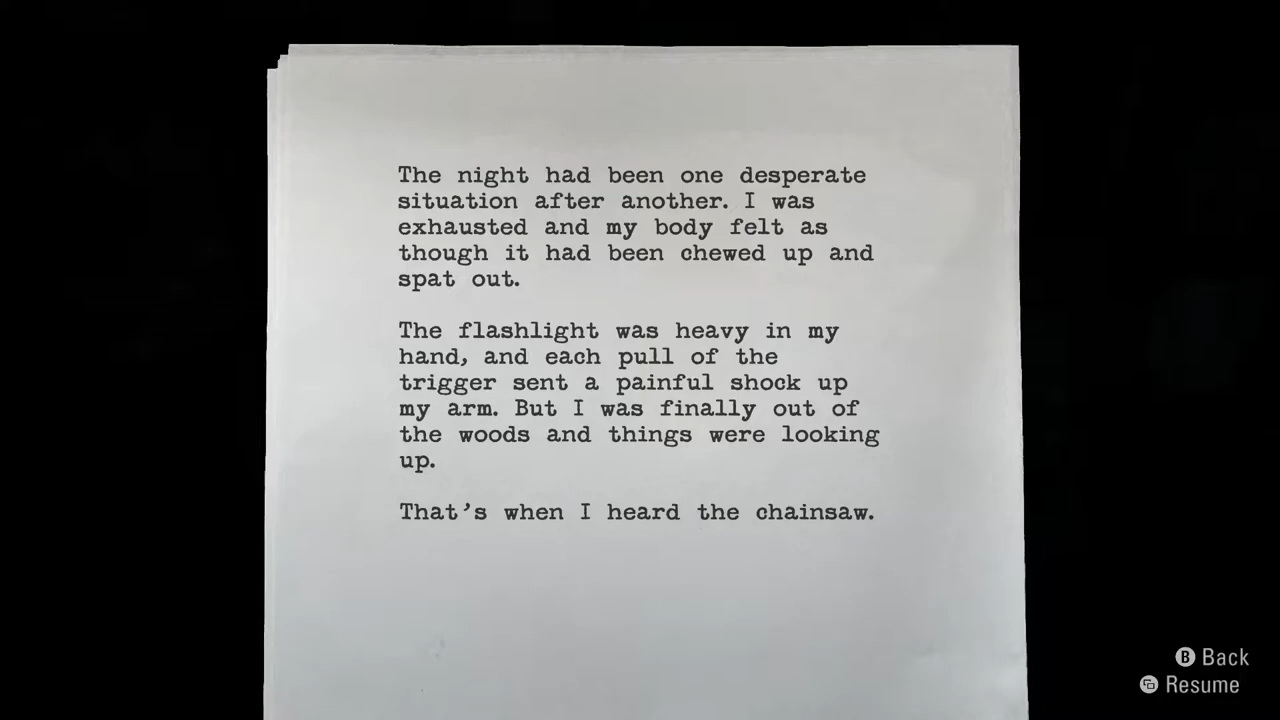 The night had been one desperate
situation after another. I was
exhausted and my body felt as
though it had been chewed up and
spat out.
The flashlight was heavy in my
hand, and each pull of the
trigger sent a painful shock up
my arm. But I was finally out of
the woods and things were looking
up.
That's when I heard the chainsaw.
B Back
Resume